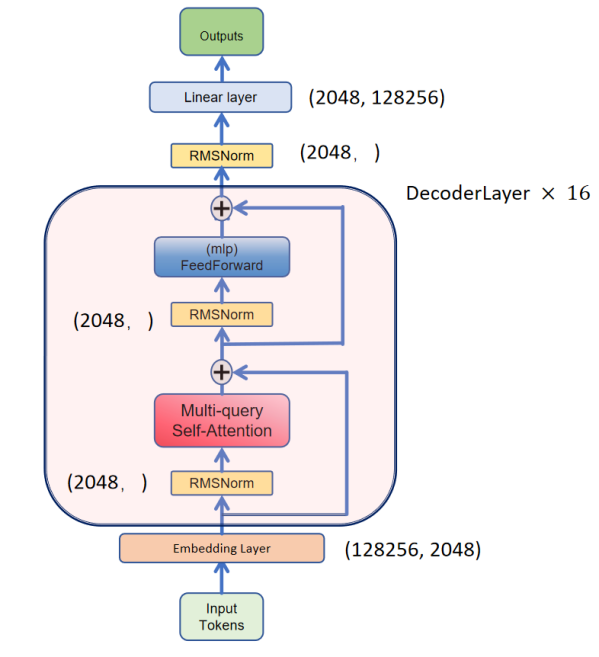 Outputs
Linear layer
(2048, 128256)
RMSNorm
(2048, )
DecoderLayer × 16
(mlp)
FeedForward
RMSNorm
(2048, )
Multi-query
Self-Attention
(2048, )
RMSNorm
Embedding Layer
(128256, 2048)
Input
Tokens